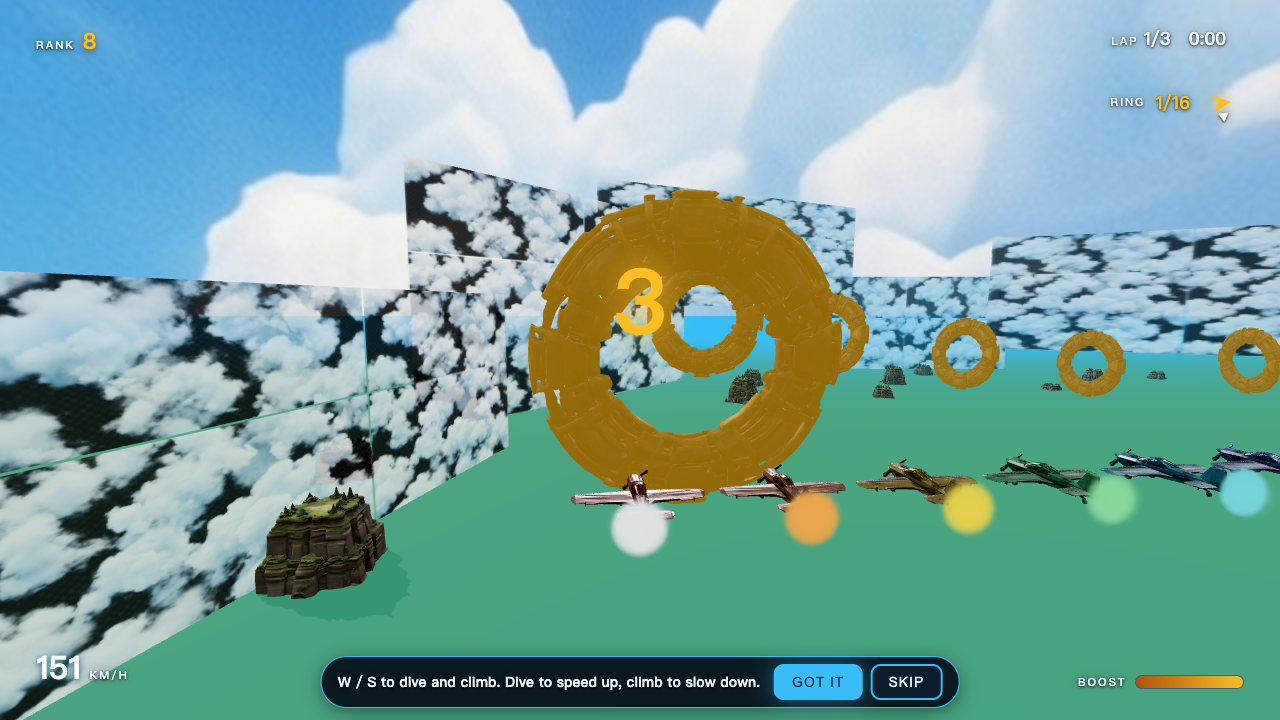 RANK 8
LAP 1/3 0:00
RING 1/16
3
151 KM/H
W / S to dive and climb. Dive to speed up, climb to slow down.
GOT IT
SKIP
BOOST